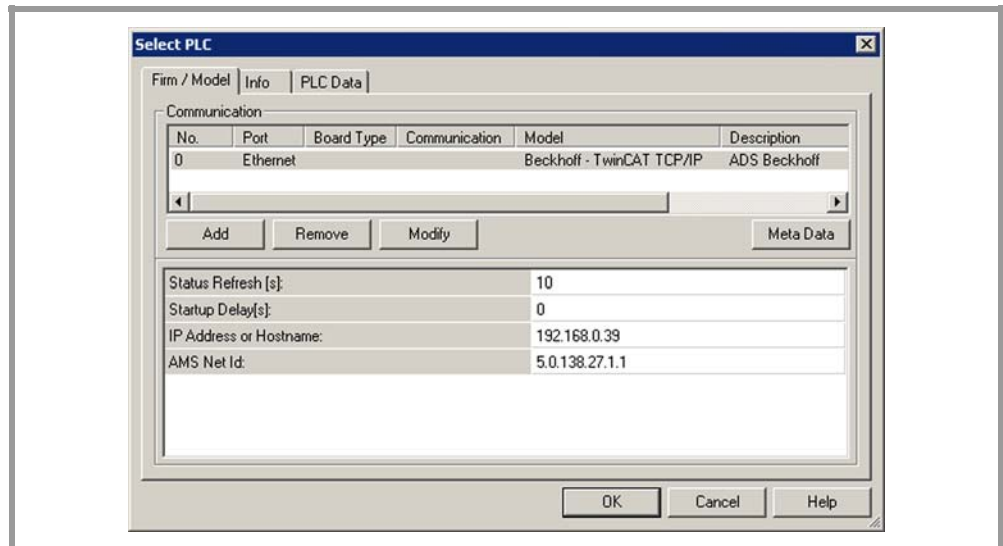 Select PLC
Firm / Model Info PLC Data
Communication
No. Port Board Type Communication Model Description
0 Ethernet Beckhoff - TwinCAT TCP/IP ADS Beckhoff
Add Remove Modify Meta Data
Status Refresh [s]: 10
Startup Delay[s]: 0
IP Address or Hostname: 192.168.0.39
AMS Net Id: 5.0.138.27.1.1
OK Cancel Help